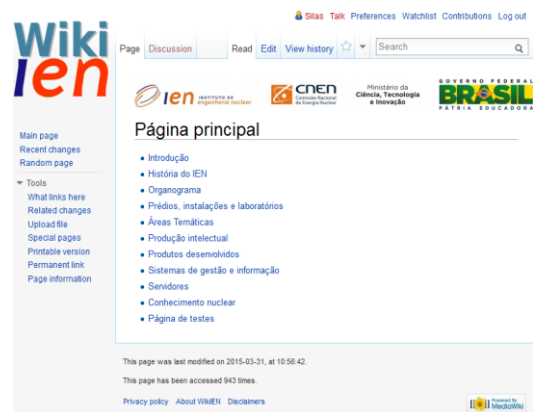 Wiki
ien
Silas Talk Preferences Watchlist Contributions Log out
Page Discussion Read Edit View history Search
ien INSTITUTO DE engenharia nuclear
CNEN Comissão Nacional de Energia Nuclear
Ministério da
Ciência, Tecnologia
e Inovação
GOVERNO FEDERAL
BRASIL
PÁTRIA EDUCADORA
Página principal
Main page
Recent changes
Random page
Tools
What links here
Related changes
Upload file
Special pages
Printable version
Permanent link
Page information
Introdução
História do IEN
Organograma
Prédios, instalações e laboratórios
Áreas Temáticas
Produção intelectual
Produtos desenvolvidos
Sistemas de gestão e informação
Servidores
Conhecimento nuclear
Página de testes
This page was last modified on 2015-03-31, at 10:56:42.
This page has been accessed 943 times.
Privacy policy About WikIEN Disclaimers
Powered By
MediaWiki